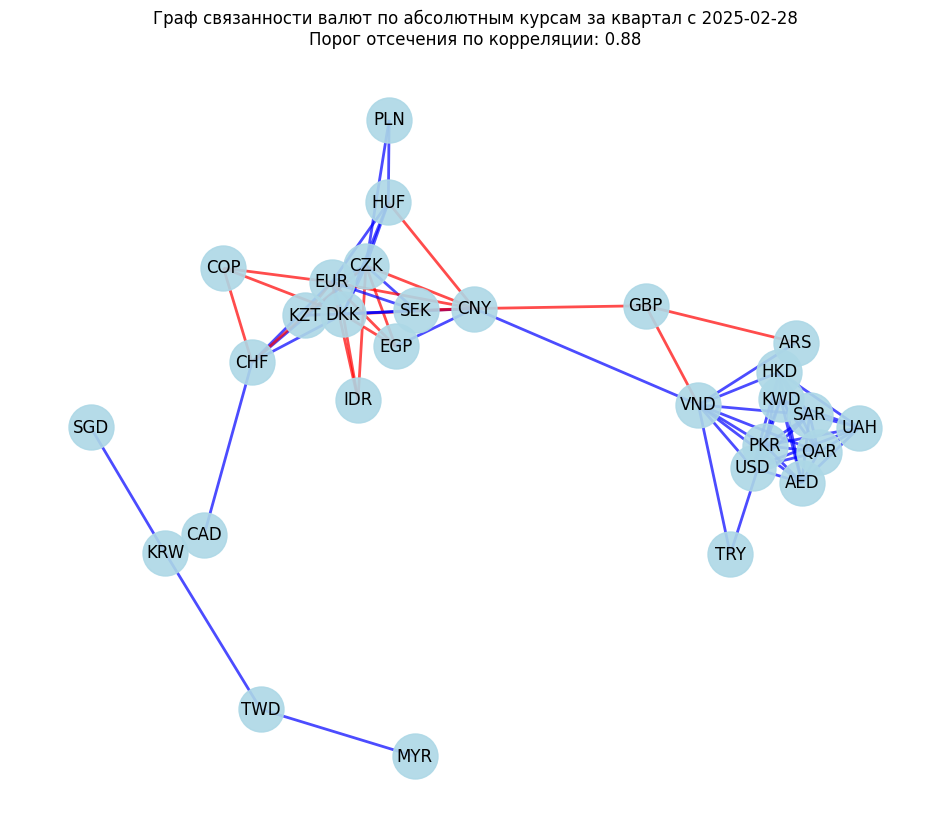 Граф связанности валют по абсолютным курсам за квартал с 2025-02-28
Порог отсечения по корреляции: 0.88
PLN
HUF
COP
CZK
EUR
KZT
DKK
SEK
CNY
GBP
EGP
ARS
CHF
HKD
IDR
KWD
VND
SAR
SGD
UAH
PKR
QAR
USD
AED
CAD
KRW
TRY
TWD
MYR